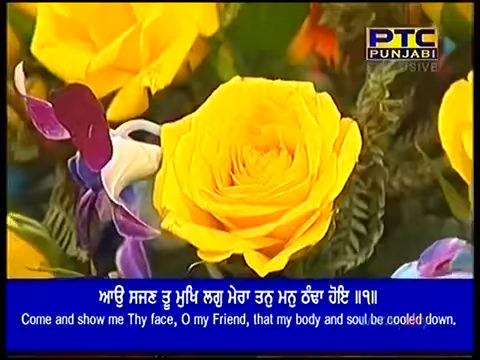 PTC
PUNJABI
EXCLUSIVE
ਆਉ ਸਜਣ ਤੂ ਮੁਖਿ ਲਗੁ ਮੇਰਾ ਤਨੁ ਮਨੁ ਠੰਢਾ ਹੋਇ ॥੧॥
Come and show me Thy face, O my Friend, that my body and soul be cooled down.